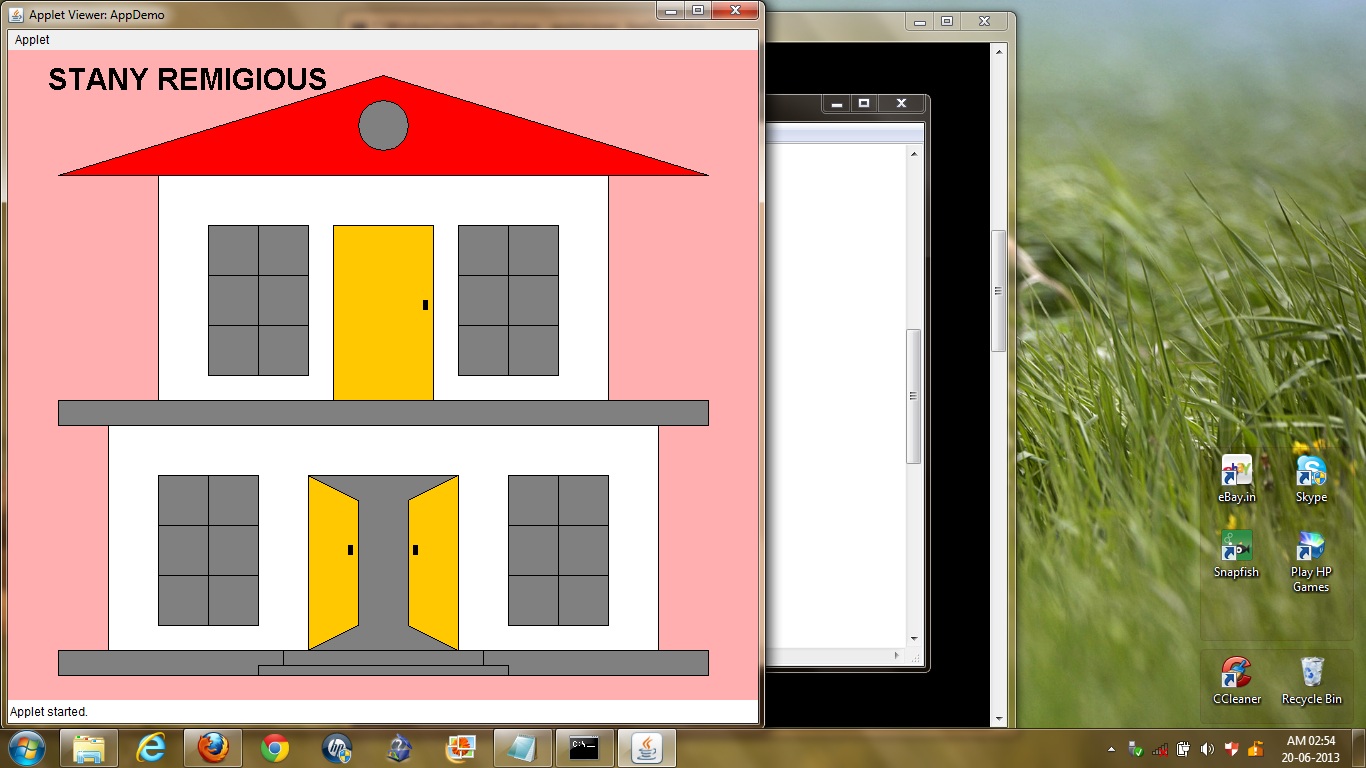 Applet Viewer: AppDemo
Applet
STANY REMIGIOUS
Applet started.
eBay.in
Skype
Snapfish
Play HP
Games
CCleaner
Recycle Bin
AM 02:54
20-06-2013